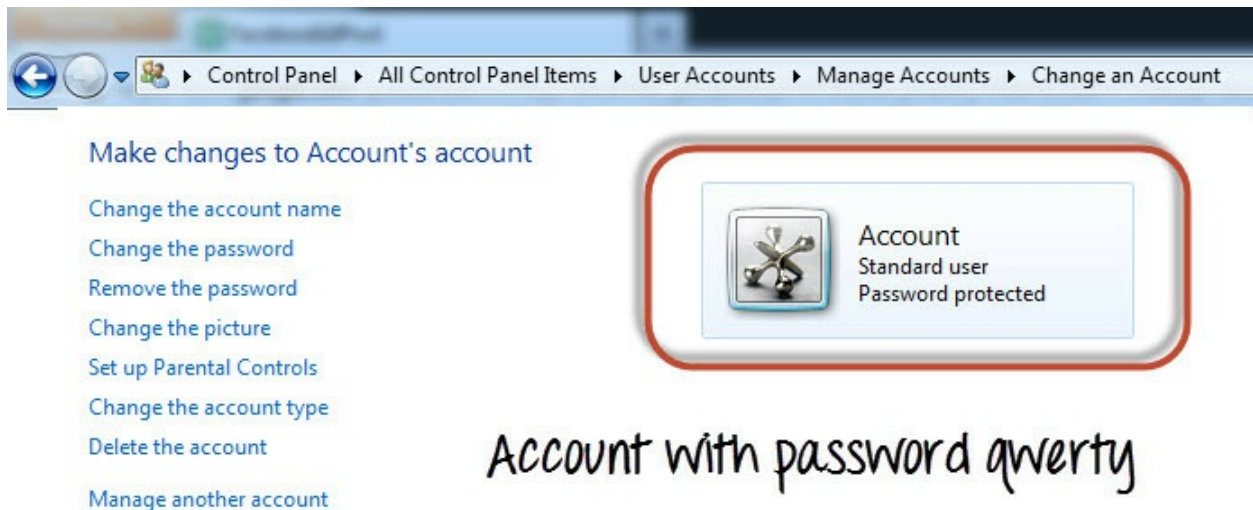 Control Panel ▸ All Control Panel Items ▸ User Accounts ▸ Manage Accounts ▸ Change an Account
Make changes to Account's account
Change the account name
Change the password
Remove the password
Change the picture
Set up Parental Controls
Change the account type
Delete the account
Manage another account
Account
Standard user
Password protected
Account with password qwerty